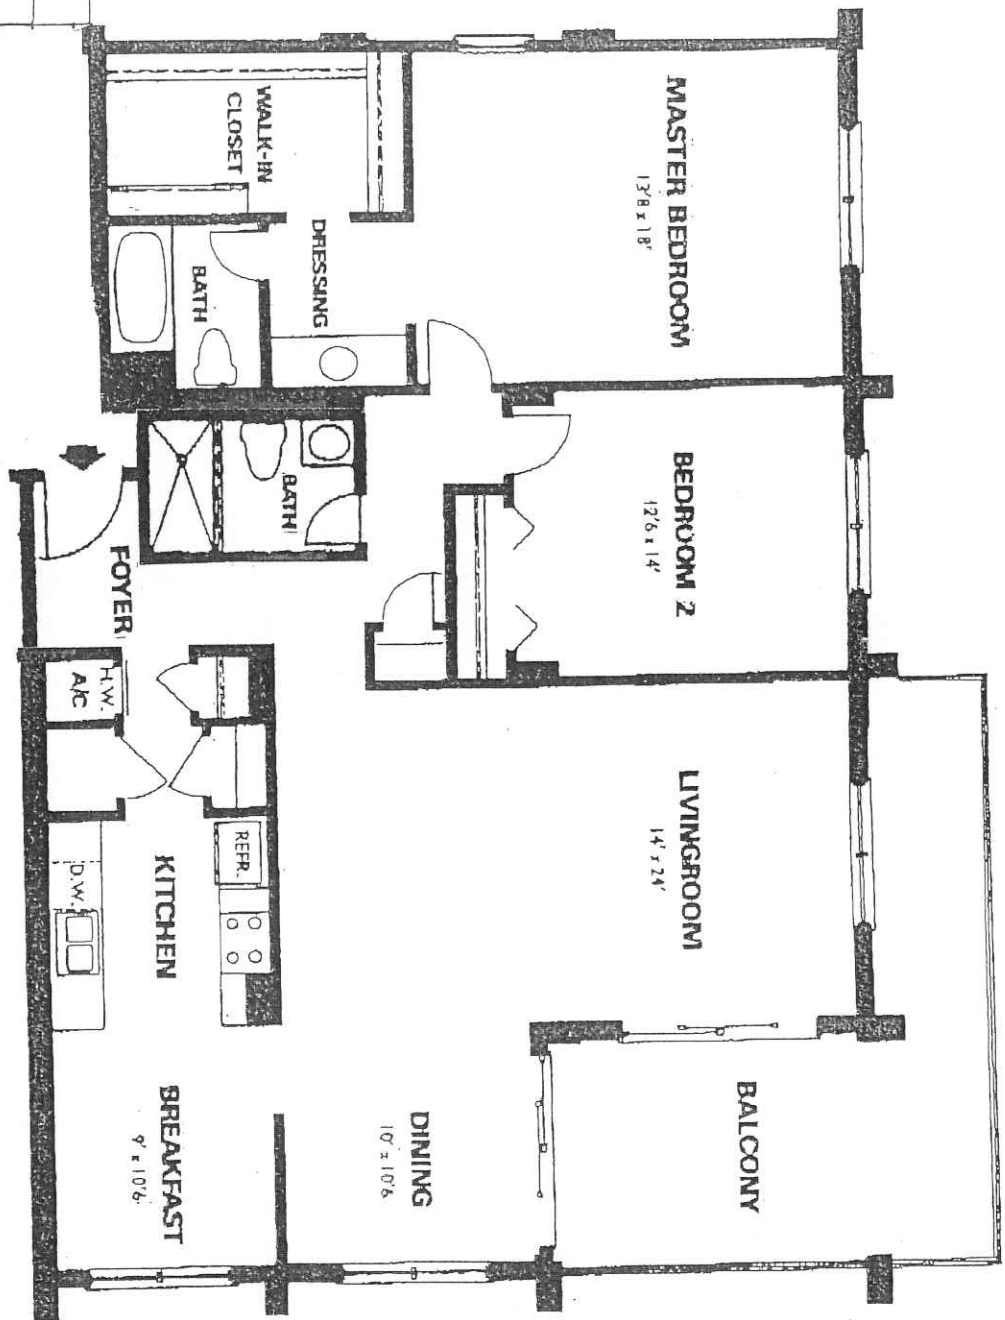 MASTER BEDROOM
13'8 x 18'
WALK-IN
CLOSET
DRESSING
BATH
BEDROOM 2
12'6 x 14'
BATH
FOYER
H.W.
A/C
LIVINGROOM
14' x 24'
REFR.
KITCHEN
D.W.
BALCONY
DINING
10' x 10'6
BREAKFAST
9' x 10'6